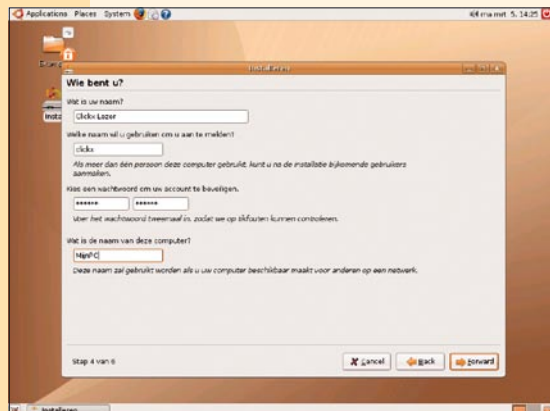 Applications Places System
ma mrt 5, 14:25
Installeren
Wie bent u?
Wat is uw naam?
Clickx Lezer
Welke naam wil u gebruiken om u aan te melden?
clickx
Als meer dan één persoon deze computer gebruikt, kunt u na de installatie bijkomende gebruikers
aanmaken.
Kies een wachtwoord om uw account te beveiligen.
****** ******
Voer het wachtwoord tweemaal in, zodat we op tikfouten kunnen controleren.
Wat is de naam van deze computer?
MijnPC
Deze naam zal gebruikt worden als u uw computer beschikbaar maakt voor anderen op een netwerk.
Stap 4 van 6
Cancel
Back
Forward
Installeren